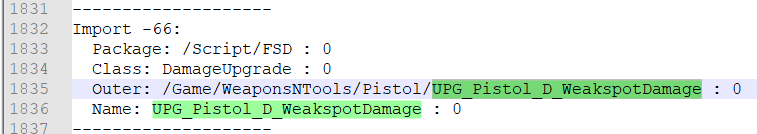 1831 --------------------
1832 Import -66:
1833 Package: /Script/FSD : 0
1834 Class: DamageUpgrade : 0
1835 Outer: /Game/WeaponsNTools/Pistol/UPG_Pistol_D_WeakspotDamage : 0
1836 Name: UPG_Pistol_D_WeakspotDamage : 0
1837 --------------------